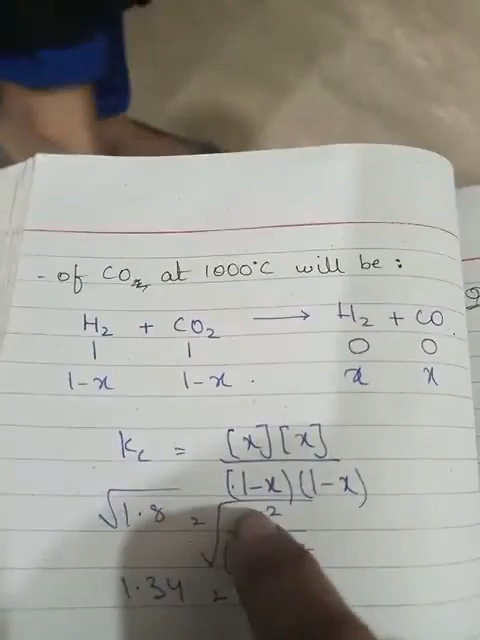 - of CO₂, at 1000°C will be :
H₂ + CO₂ ⟶ H₂ + CO.
1 1 0 0
1-x 1-x . x x
Kc = [x][x]
(1-x)(1-x)
√1.8 = √ 2
1.34 =